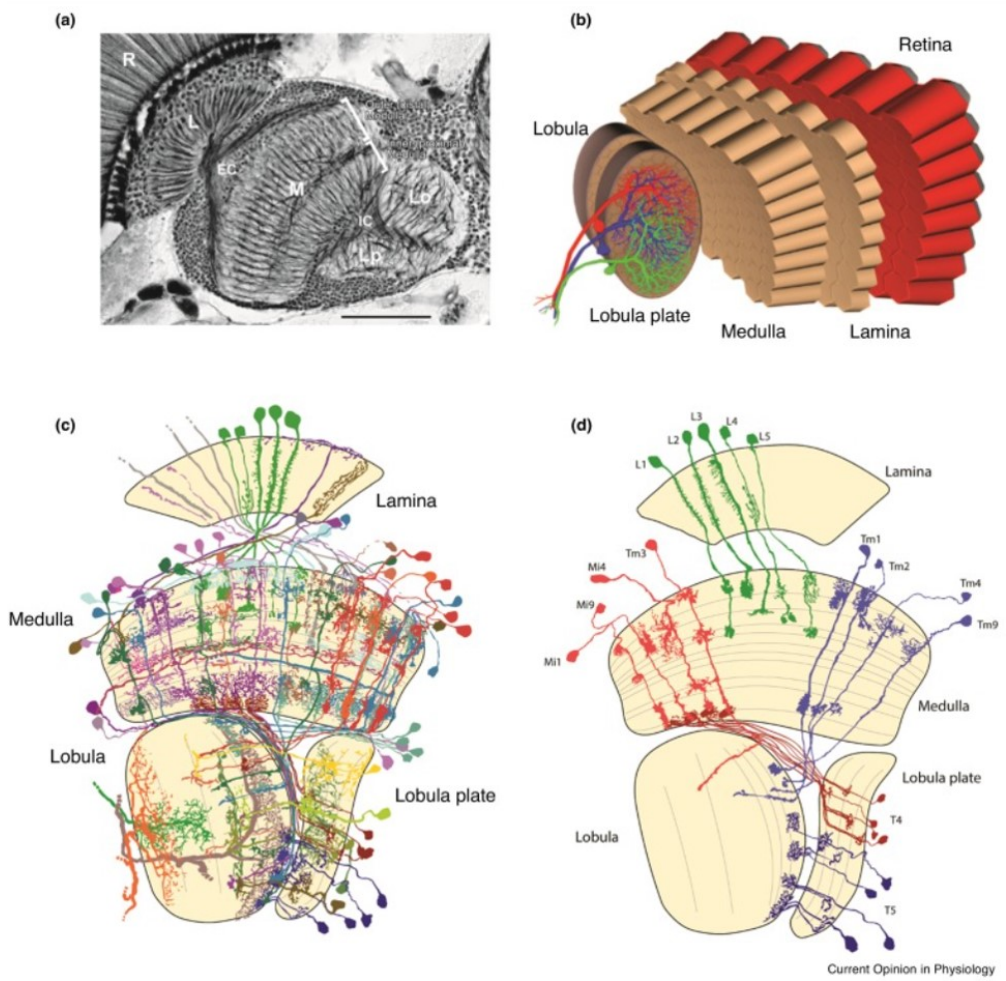 (a)
R
L
EC
M
IC
Lo
Lp
(b)
Retina
Lobula
Lobula plate
Medulla
Lamina
(c)
Lamina
Medulla
Lobula
Lobula plate
(d)
L1
L2
L3
L4
L5
Lamina
Tm3
Mi4
Mi9
Mi1
Tm1
Tm2
Tm4
Tm9
Medulla
Lobula plate
Lobula
T4
T5
Current Opinion in Physiology